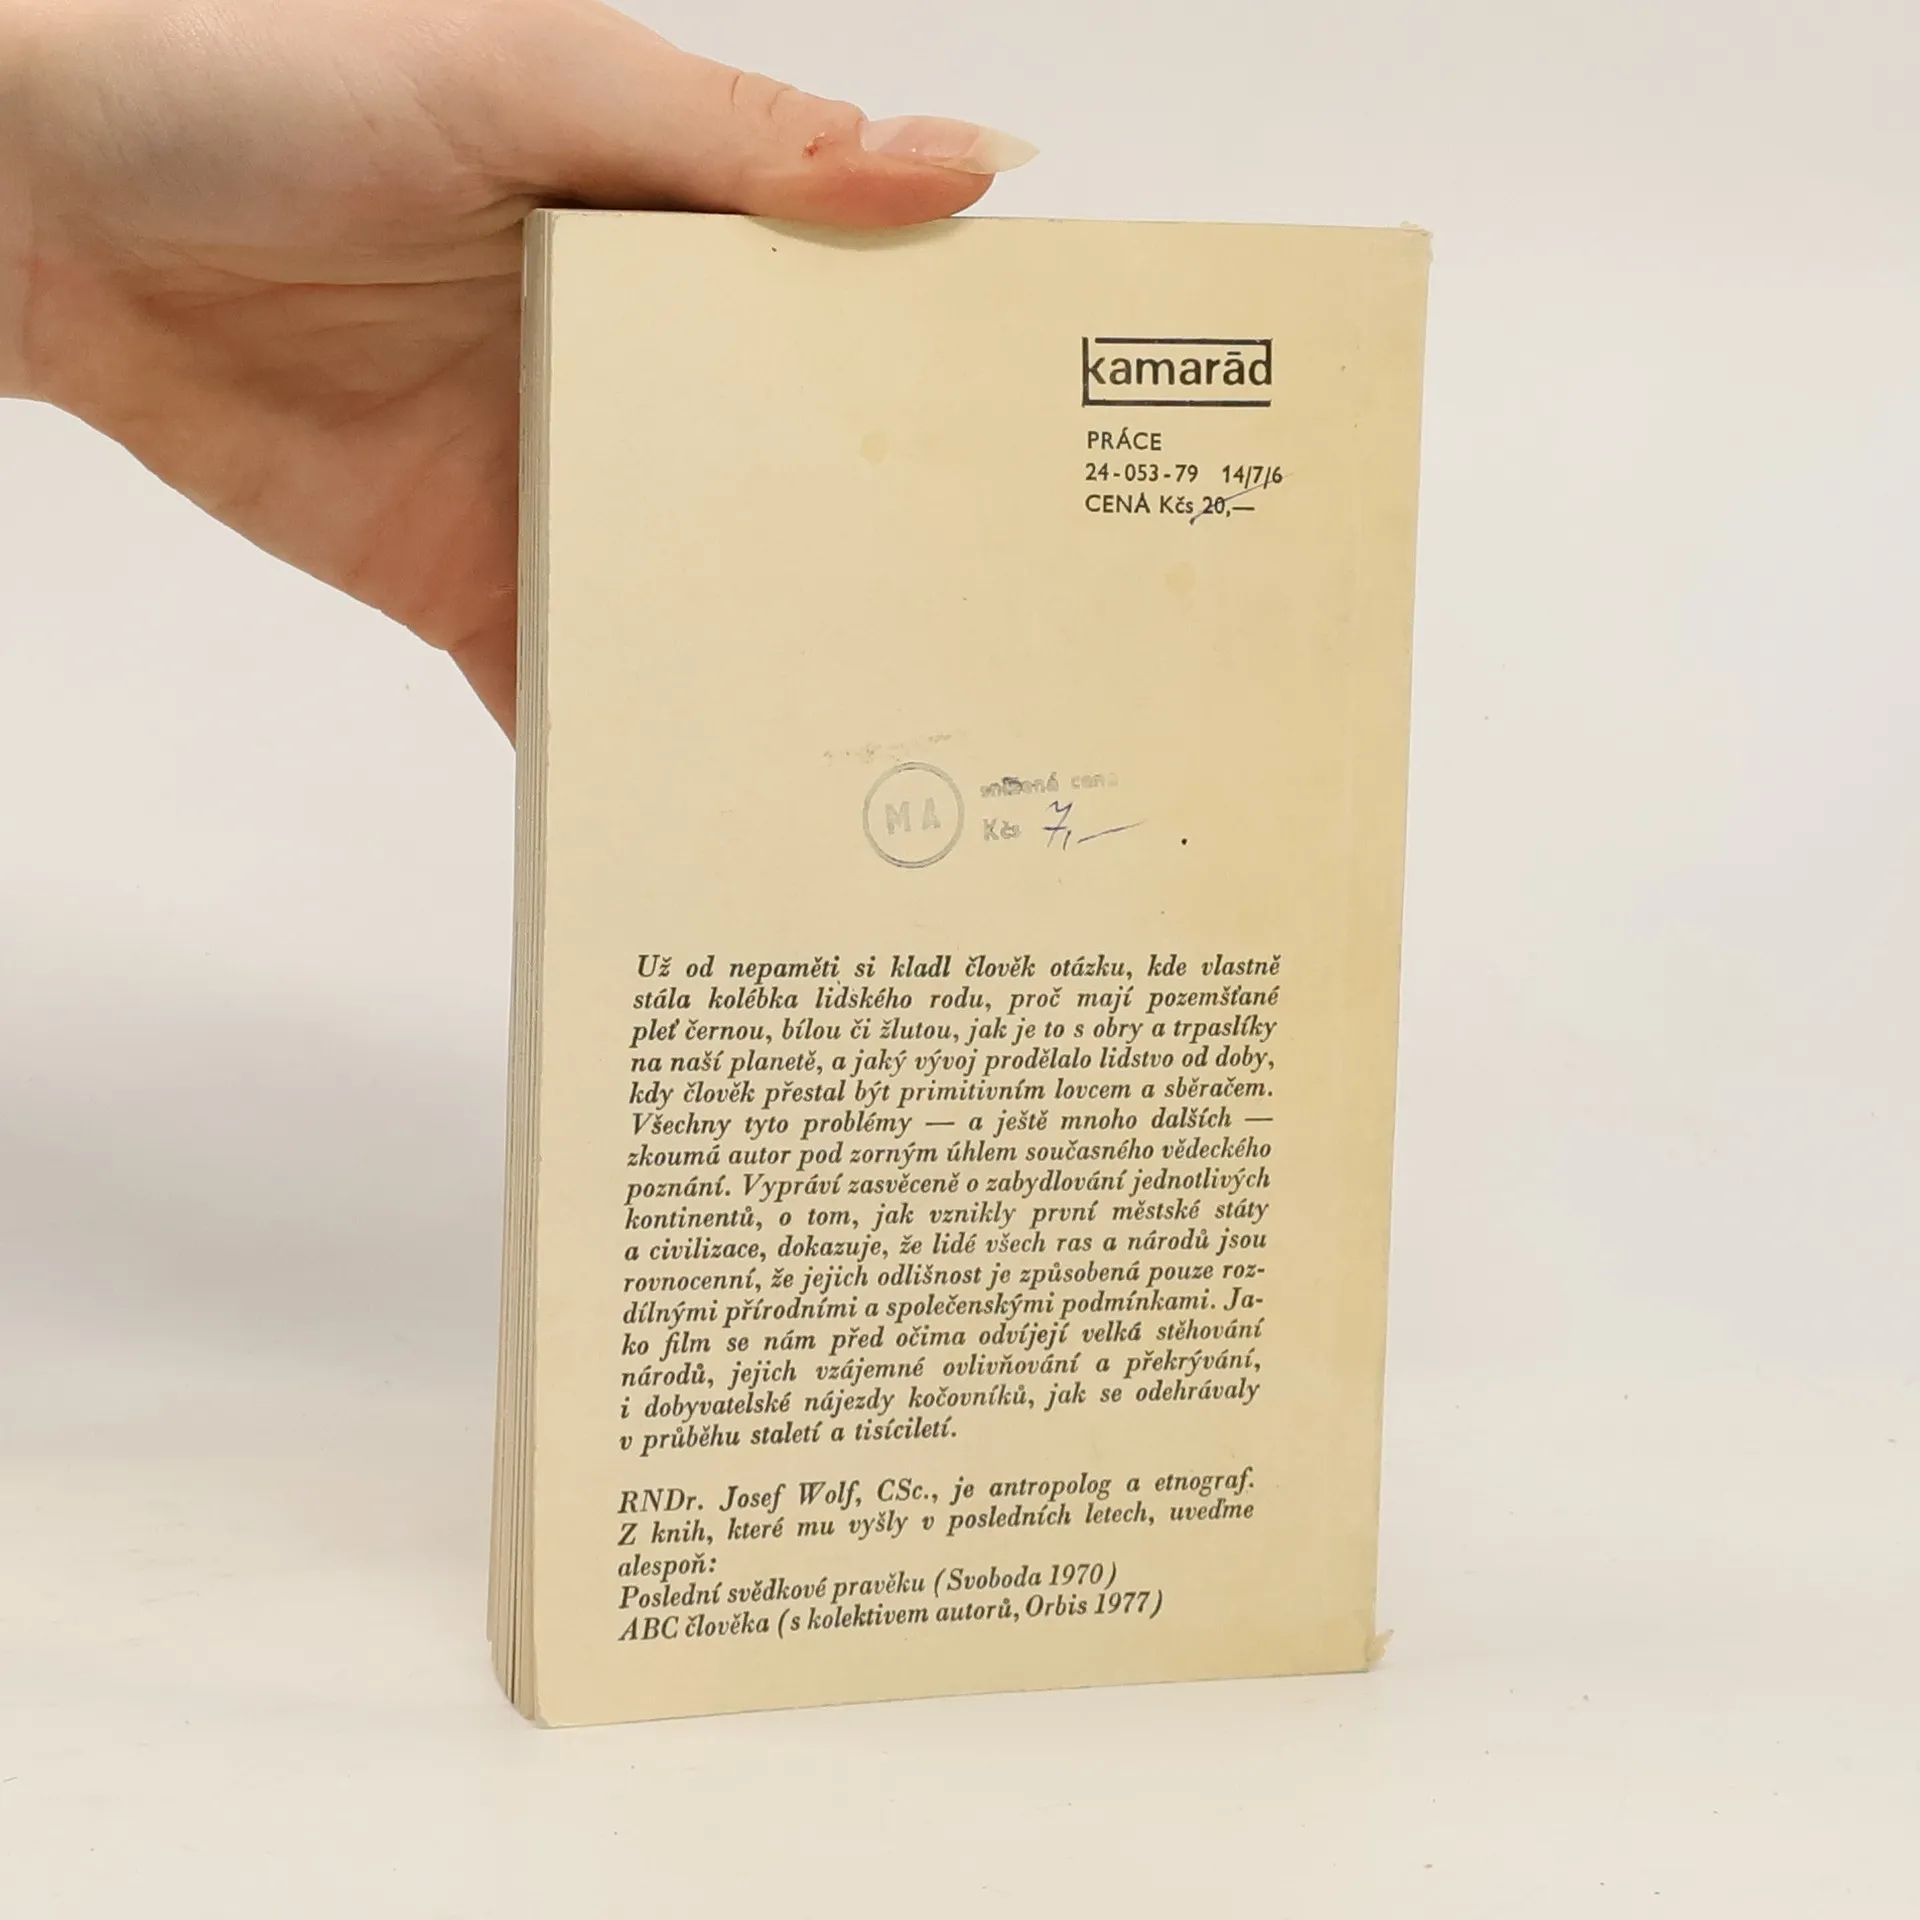 kamarād
PRÁCE
24-053-79 14/7/6
CENA Kčs 20,—
MA
snížená cena
Kčs 7,—
Už od nepaměti si kladl člověk otázku, kde vlastně
stála kolébka lidského rodu, proč mají pozemšťané
pleť černou, bílou či žlutou, jak je to s obry a trpaslíky
na naší planetě, a jaký vývoj prodělalo lidstvo od doby,
kdy člověk přestal být primitivním lovcem a sběračem.
Všechny tyto problémy — a ještě mnoho dalších —
zkoumá autor pod zorným úhlem současného vědeckého
poznání. Vypráví zasvěceně o zabydlování jednotlivých
kontinentů, o tom, jak vznikly první městské státy
a civilizace, dokazuje, že lidé všech ras a národů jsou
rovnocenní, že jejich odlišnost je způsobená pouze roz-
dílnými přírodními a společenskými podmínkami. Ja-
ko film se nám před očima odvíjejí velká stěhování
národů, jejich vzájemné ovlivňování a překrývání,
i dobyvatelské nájezdy kočovníků, jak se odehrávaly
v průběhu staletí a tisíciletí.
RNDr. Josef Wolf, CSc., je antropolog a etnograf.
Z knih, které mu vyšly v posledních letech, uveďme
alespoň:
Poslední svědkové pravěku (Svoboda 1970)
ABC člověka (s kolektivem autorů, Orbis 1977)